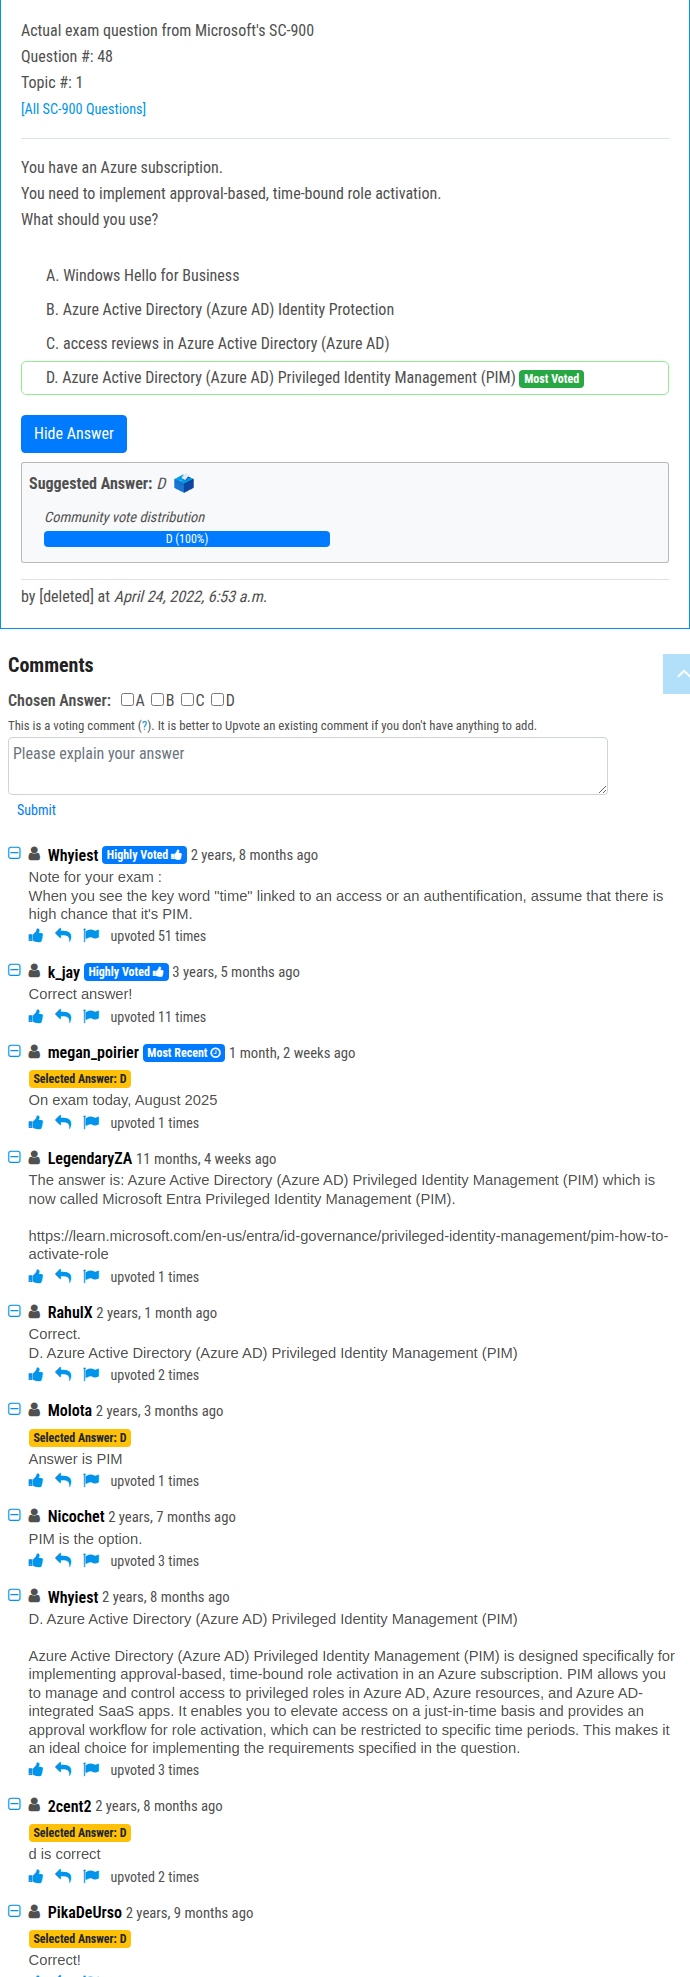 Actual exam question from Microsoft's SC-900
Question #: 48
Topic #: 1
[All SC-900 Questions]
You have an Azure subscription.
You need to implement approval-based, time-bound role activation.
What should you use?
A. Windows Hello for Business
B. Azure Active Directory (Azure AD) Identity Protection
C. access reviews in Azure Active Directory (Azure AD)
D. Azure Active Directory (Azure AD) Privileged Identity Management (PIM) Most Voted
Hide Answer
Suggested Answer: D
Community vote distribution
D (100%)
by [deleted] at April 24, 2022, 6:53 a.m.
Comments
Chosen Answer: A B C D
This is a voting comment (?). It is better to Upvote an existing comment if you don't have anything to add.
Please explain your answer
Submit
Whyiest Highly Voted 2 years, 8 months ago
Note for your exam :
When you see the key word "time" linked to an access or an authentification, assume that there is
high chance that it's PIM.
upvoted 51 times
k_jay Highly Voted 3 years, 5 months ago
Correct answer!
upvoted 11 times
megan_poirier Most Recent 1 month, 2 weeks ago
Selected Answer: D
On exam today, August 2025
upvoted 1 times
LegendaryZA 11 months, 4 weeks ago
The answer is: Azure Active Directory (Azure AD) Privileged Identity Management (PIM) which is
now called Microsoft Entra Privileged Identity Management (PIM).
https://learn.microsoft.com/en-us/entra/id-governance/privileged-identity-management/pim-how-to-
activate-role
upvoted 1 times
RahulX 2 years, 1 month ago
Correct.
D. Azure Active Directory (Azure AD) Privileged Identity Management (PIM)
upvoted 2 times
Molota 2 years, 3 months ago
Selected Answer: D
Answer is PIM
upvoted 1 times
Nicochet 2 years, 7 months ago
PIM is the option.
upvoted 3 times
Whyiest 2 years, 8 months ago
D. Azure Active Directory (Azure AD) Privileged Identity Management (PIM)
Azure Active Directory (Azure AD) Privileged Identity Management (PIM) is designed specifically for
implementing approval-based, time-bound role activation in an Azure subscription. PIM allows you
to manage and control access to privileged roles in Azure AD, Azure resources, and Azure AD-
integrated SaaS apps. It enables you to elevate access on a just-in-time basis and provides an
approval workflow for role activation, which can be restricted to specific time periods. This makes it
an ideal choice for implementing the requirements specified in the question.
upvoted 3 times
2cent2 2 years, 8 months ago
Selected Answer: D
d is correct
upvoted 2 times
PikaDeUrso 2 years, 9 months ago
Selected Answer: D
Correct!